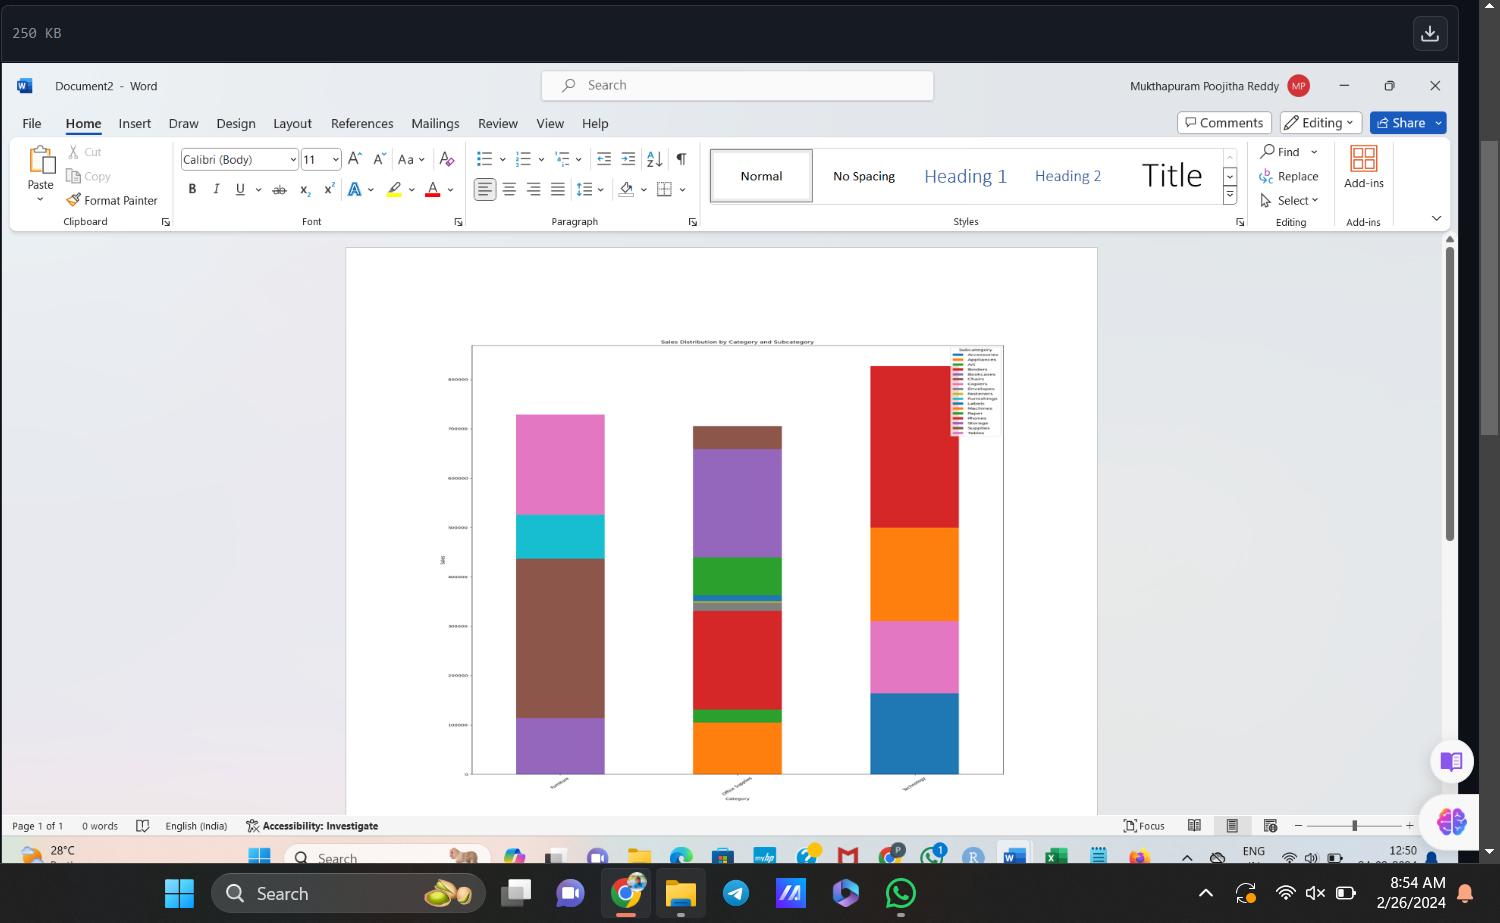 250 KB
Document2 - Word
Search
Mukthapuram Poojitha Reddy MP
File Home Insert Draw Design Layout References Mailings Review View Help
Comments Editing Share
Paste
Cut
Copy
Format Painter
Clipboard
Calibri (Body) 11
Font
Paragraph
Normal No Spacing Heading 1 Heading 2 Title
Styles
Find
Replace
Select
Editing
Add-ins
Add-ins
Sales Distribution by Category and Subcategory
Subcategory
Accessories
Appliances
Art
Binders
Bookcases
Chairs
Copiers
Envelopes
Fasteners
Furnishings
Labels
Machines
Paper
Phones
Storage
Supplies
Tables
800000
700000
600000
500000
400000
300000
200000
100000
0
Sales
Furniture
Office Supplies
Technology
Category
Page 1 of 1 0 words English (India) Accessibility: Investigate Focus
28°C
Search
ENG
12:50
Search
8:54 AM
2/26/2024